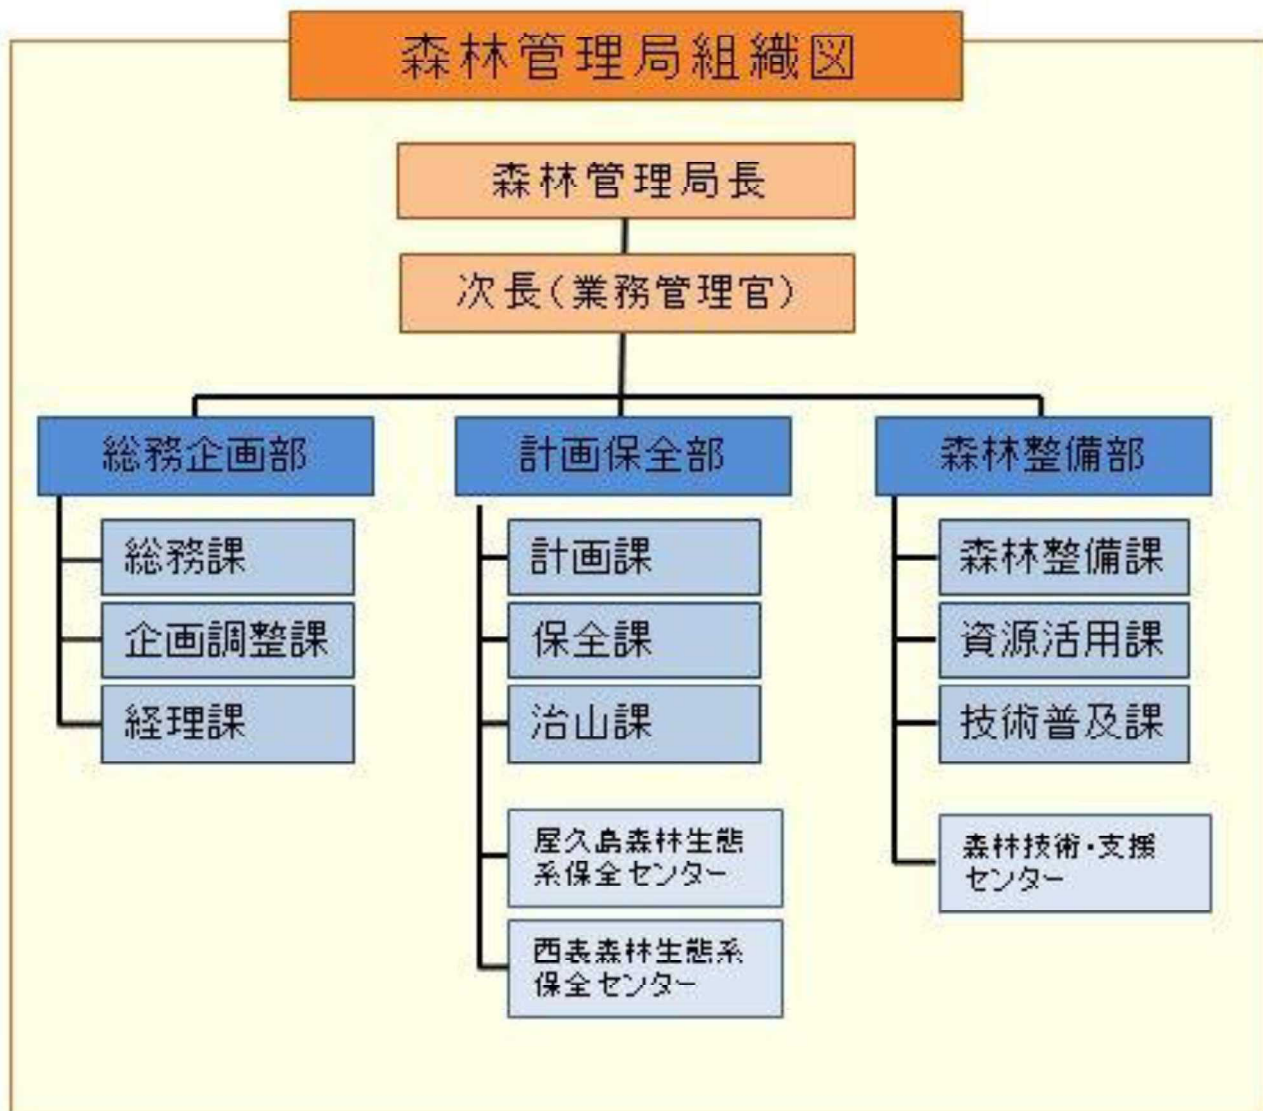 森林管理局組織図
森林管理局長
次長(業務管理官)
総務企画部
総務課
企画調整課
経理課
計画保全部
計画課
保全課
治山課
屋久島森林生態
系保全センター
西表森林生態系
保全センター
森林整備部
森林整備課
資源活用課
技術普及課
森林技術・支援
センター